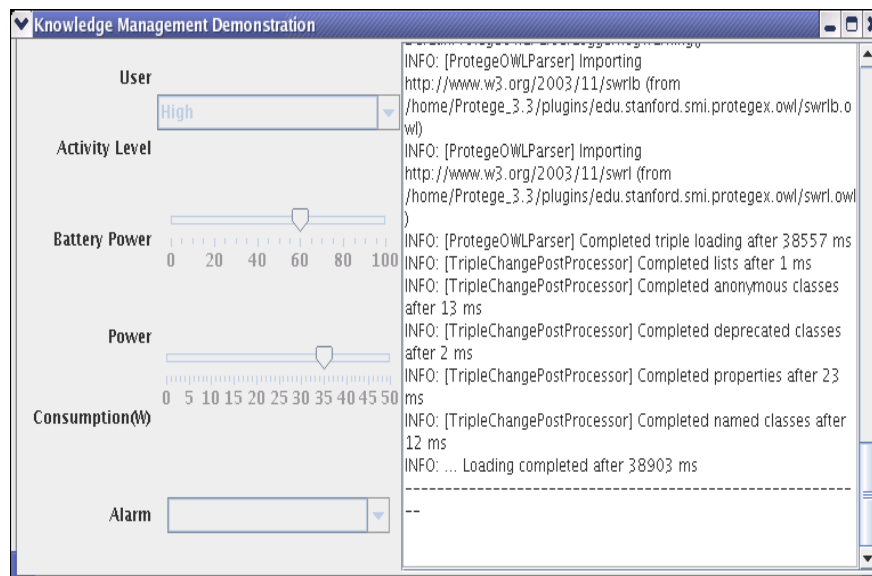 Knowledge Management Demonstration
User
High
Activity Level
Battery Power
0 20 40 60 80 100
Power
0 5 10 15 20 25 30 35 40 45 50
Consumption(W)
Alarm
INFO: [ProtegeOWLParser] Importing
http://www.w3.org/2003/11/swrlb (from
/home/Protege_3.3/plugins/edu.stanford.smi.protegex.owl/swrlb.o
wl)
INFO: [ProtegeOWLParser] Importing
http://www.w3.org/2003/11/swrl (from
/home/Protege_3.3/plugins/edu.stanford.smi.protegex.owl/swrl.owl
)
INFO: [ProtegeOWLParser] Completed triple loading after 38557 ms
INFO: [TripleChangePostProcessor] Completed lists after 1 ms
INFO: [TripleChangePostProcessor] Completed anonymous classes
after 13 ms
INFO: [TripleChangePostProcessor] Completed deprecated classes
after 2 ms
INFO: [TripleChangePostProcessor] Completed properties after 23
ms
INFO: [TripleChangePostProcessor] Completed named classes after
12 ms
INFO: ... Loading completed after 38903 ms
---------------------------------------------------------------
--